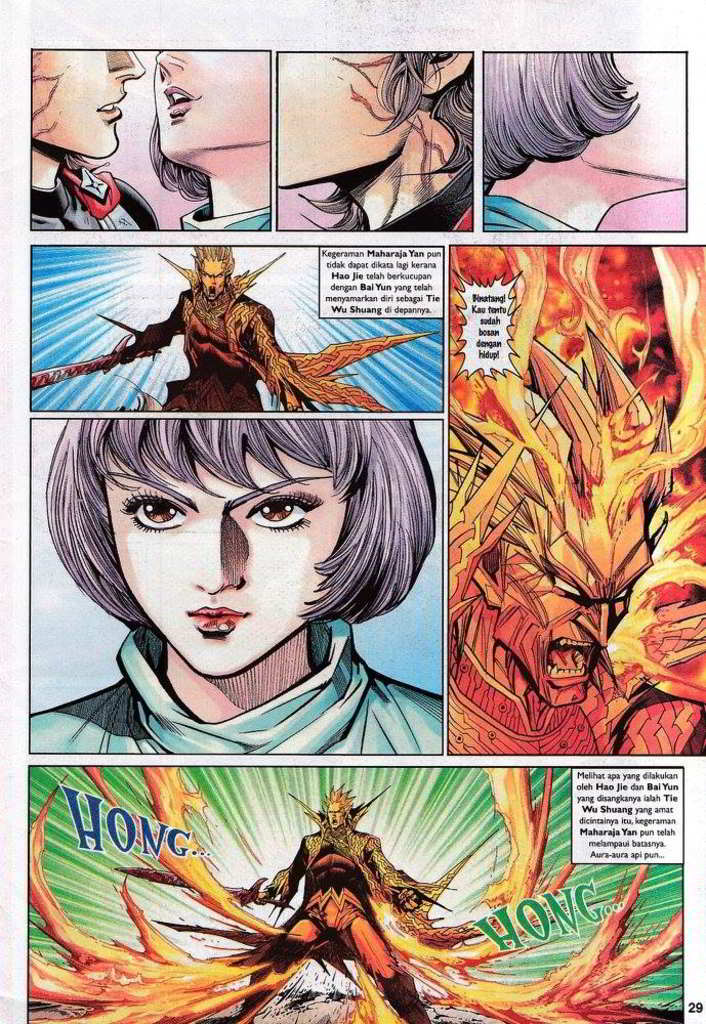 Kegeraman Maharaja Yan pun
tidak dapat dikata lagi kerana
Hao Jie telah berkucupan
dengan Bai Yun yang telah
menyamarkan diri sebagai Tie
Wu Shuang di depannya.
Binatang!
Kau tentu
sudah
bosan
dengan
hidup!
HONG...
Melihat apa yang dilakukan
oleh Hao Jie dan Bai Yun
yang disangkanya ialah Tie
Wu Shuang yang amat
dicintainya itu, kegeraman
Maharaja Yan pun telah
melampaui batasnya.
Aura-aura api pun...
HONG...
29